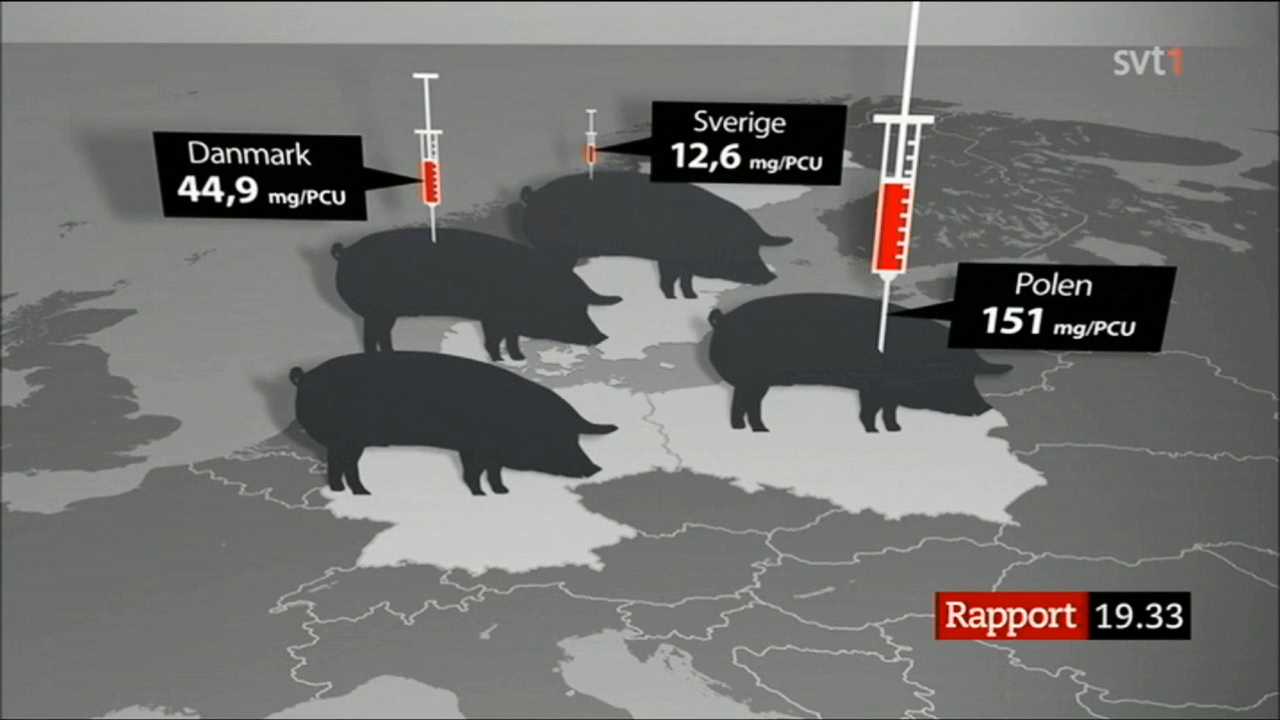 svt1
Danmark
44,9 mg/PCU
Sverige
12,6 mg/PCU
Polen
151 mg/PCU
Rapport 19.33